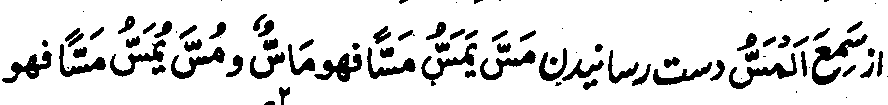 از سَمِعَ اَلْمَسُّ دست رسانیدن مَسَّ یَمَسُّ مَسًّا فهو مَاسٌّ و مُسَّ یُمَسُّ مَسًّا فهو